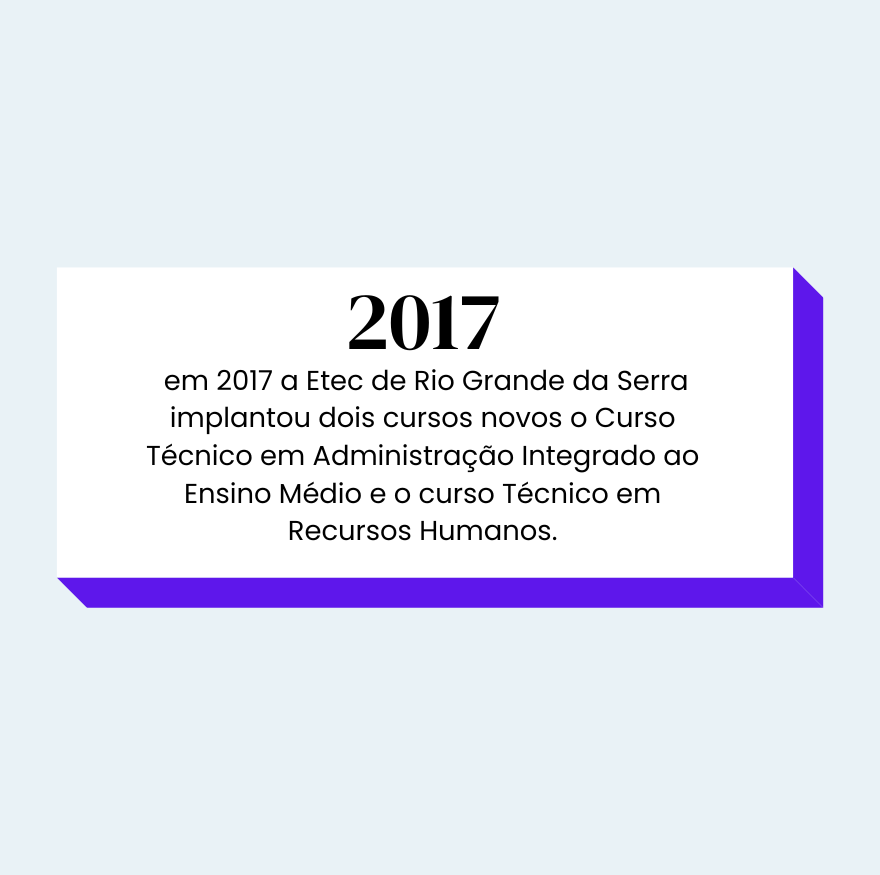 2017
em 2017 a Etec de Rio Grande da Serra
implantou dois cursos novos o Curso
Técnico em Administração Integrado ao
Ensino Médio e o curso Técnico em
Recursos Humanos.